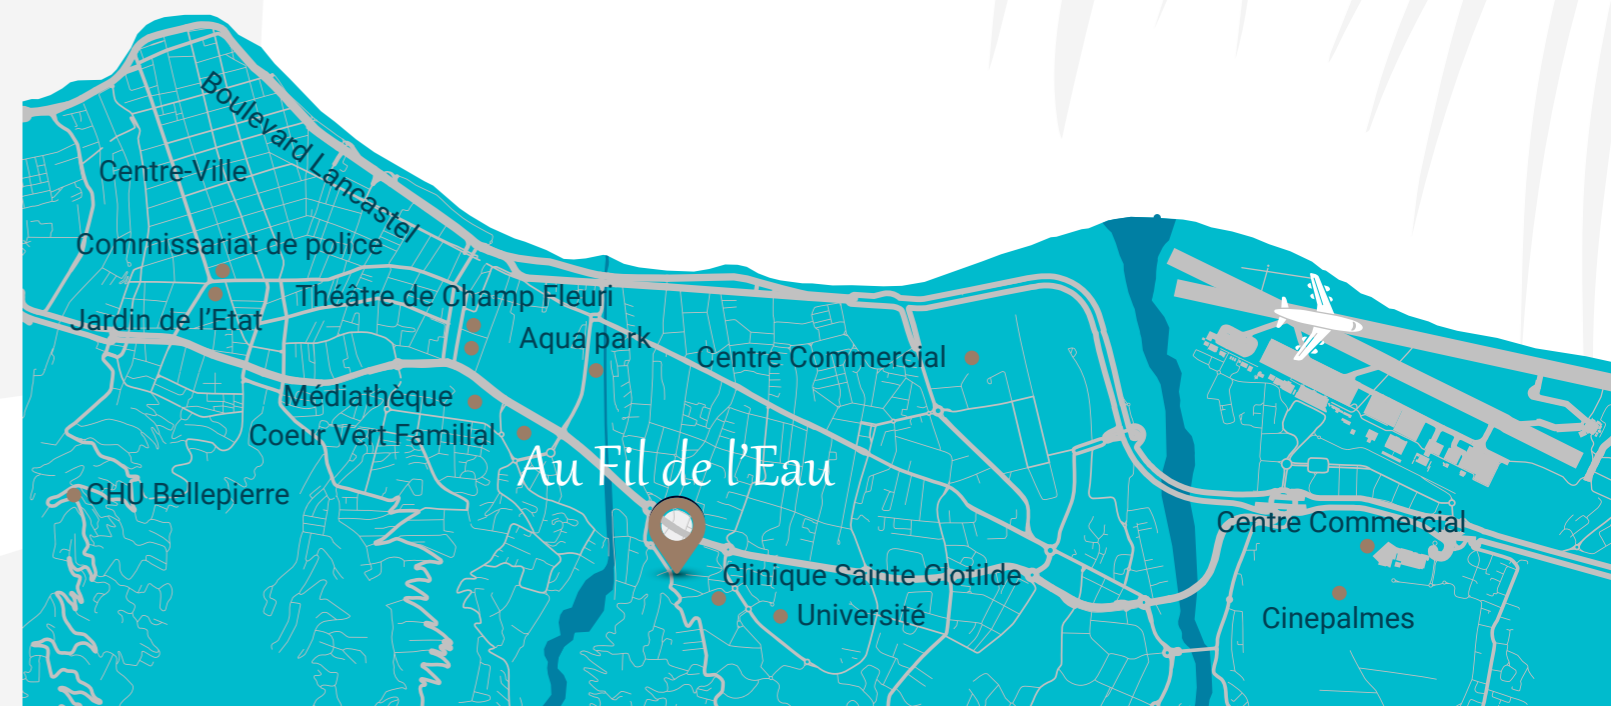 Boulevard Lancastel
Centre-Ville
Commissariat de police
Théâtre de Champ Fleuri
Jardin de l'Etat
Aqua park
Centre Commercial
Médiathèque
Coeur Vert Familial
Au Fil de l'Eau
CHU Bellepierre
Centre Commercial
Clinique Sainte Clotilde
Université
Cinepalmes